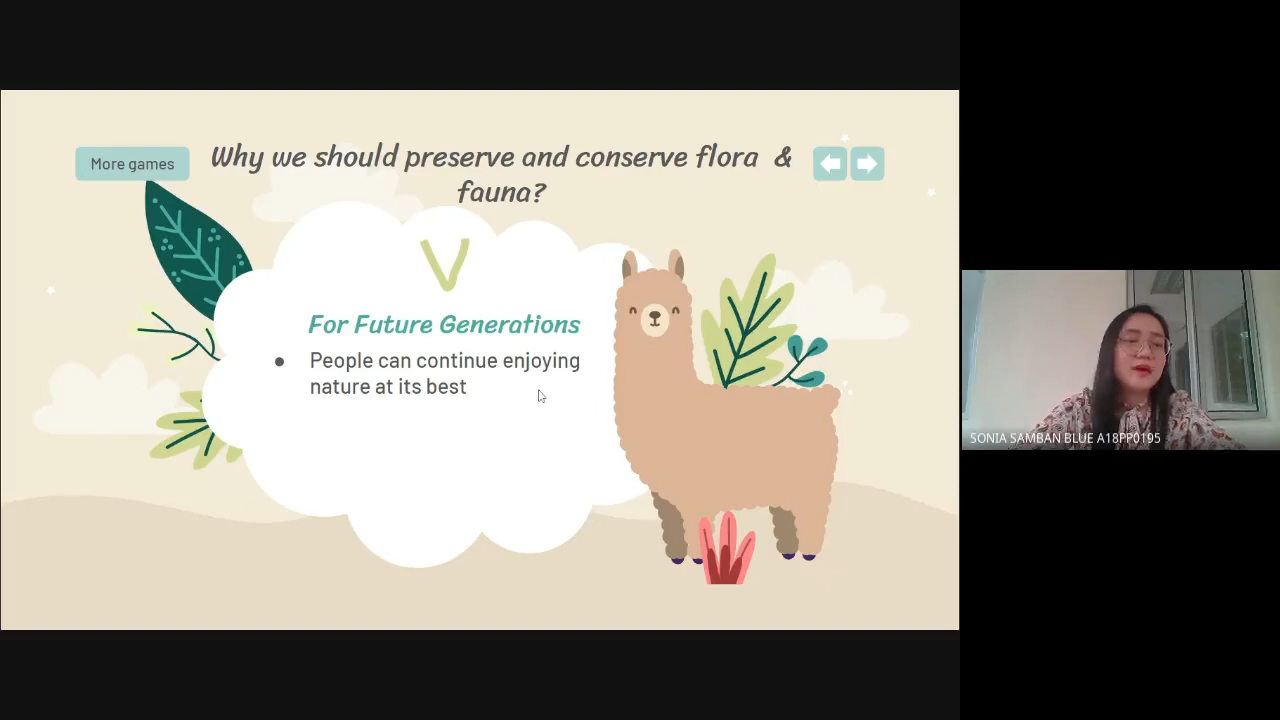 More games
Why we should preserve and conserve flora & 
fauna?
V
For Future Generations
● People can continue enjoying
nature at its best
SONIA SAMBAN BLUE A18PP0195